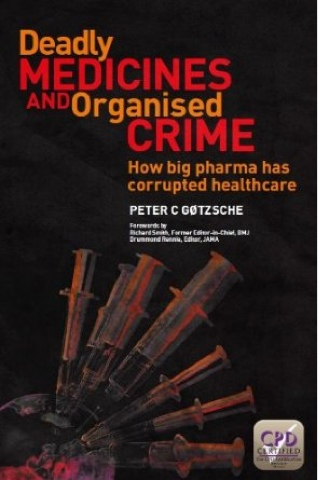 Deadly
MEDICINES
AND Organised
CRIME
How big pharma has
corrupted healthcare
PETER C GØTZSCHE
Forewords by
Richard Smith, Former Editor-in-Chief, BMJ
Drummond Rennie, Editor, JAMA
CPD
CERTIFIED